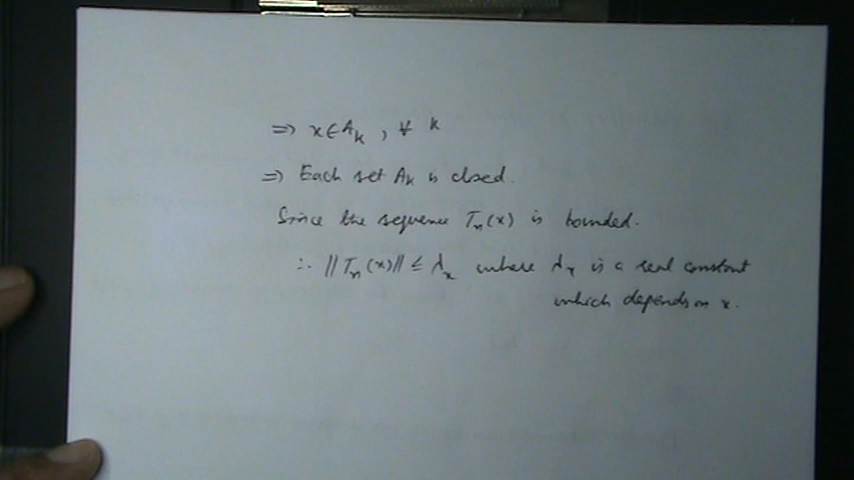 ⇒ x ∈ A_k , ∀ k
⇒ Each set A_k is closed.
Since the sequence T_n(x) is bounded.
∴ ||T_n(x)|| ≤ λ_x where λ_x is a real constant
which depends on x.